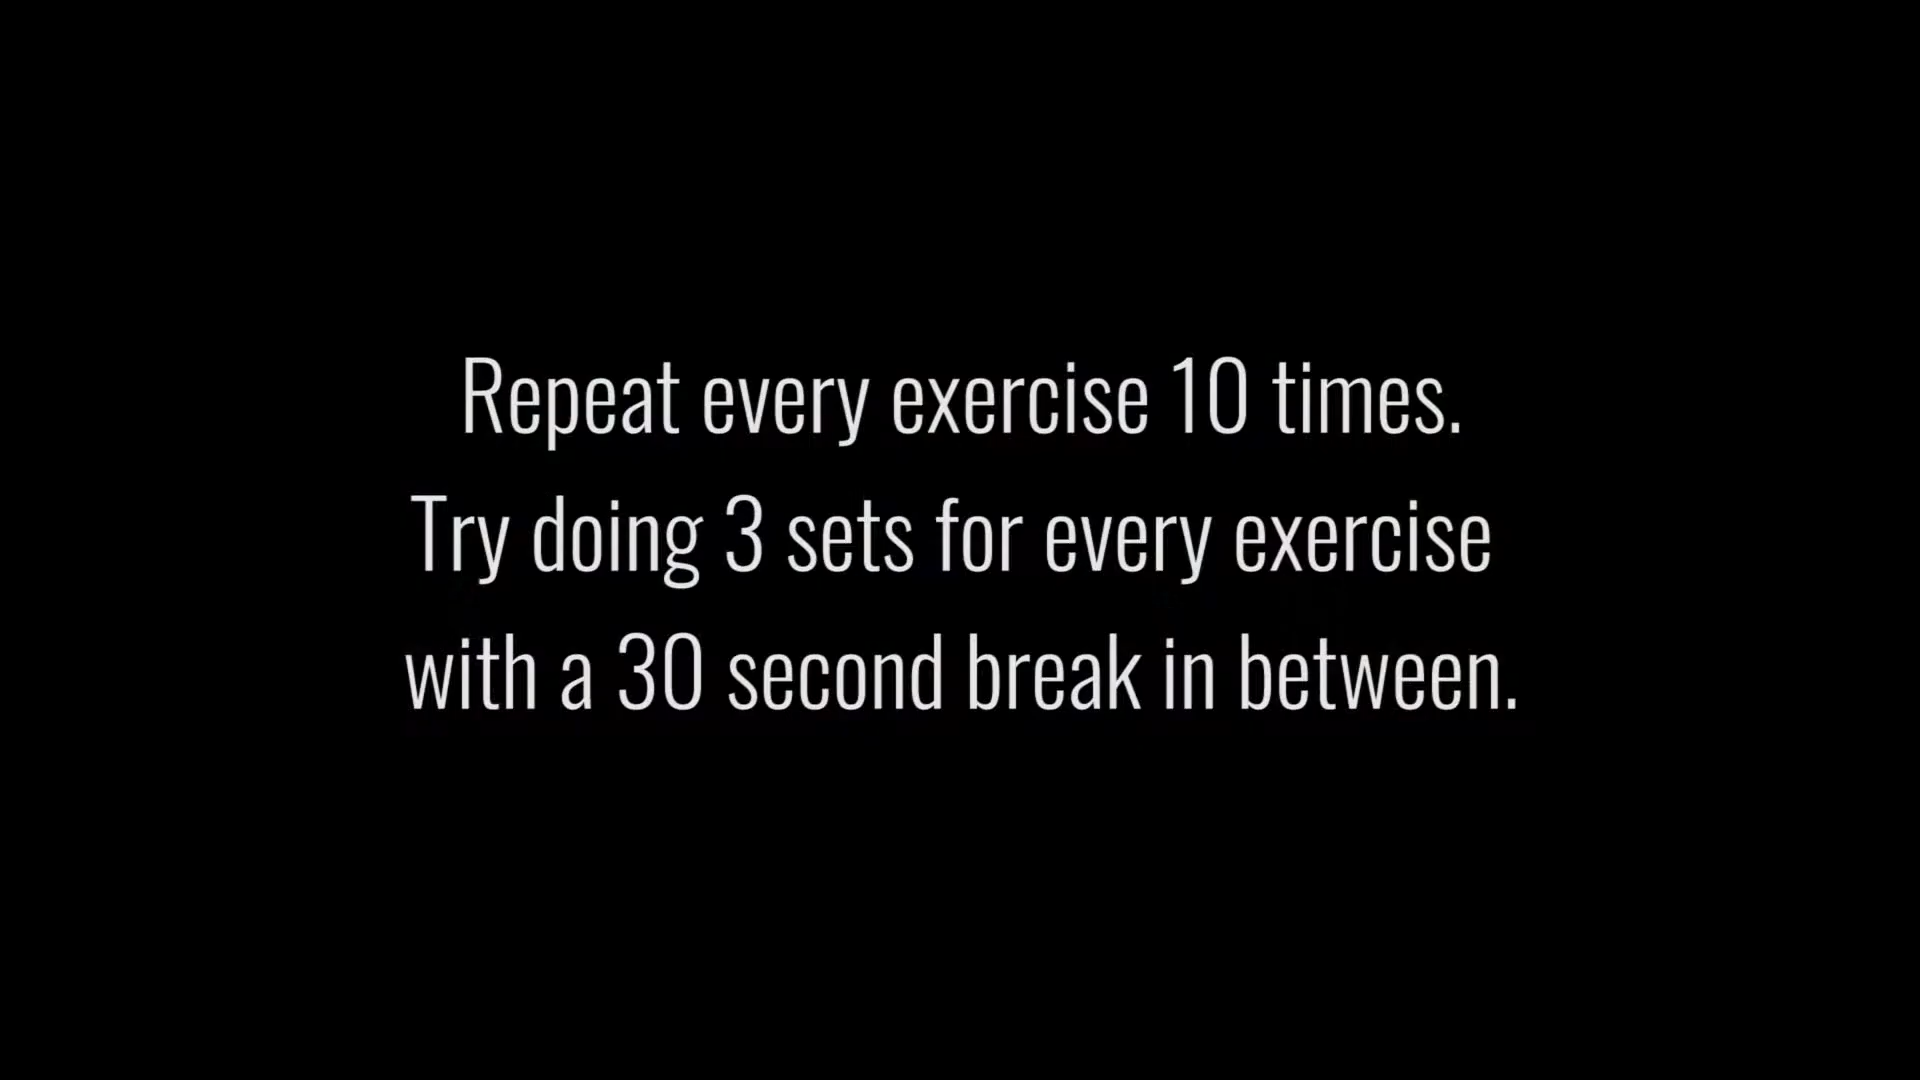 Repeat every exercise 10 times.
Try doing 3 sets for every exercise
with a 30 second break in between.